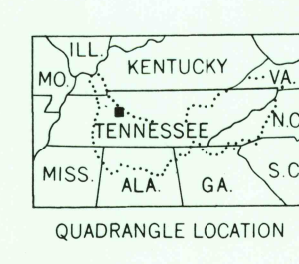 ILL.
KENTUCKY
MO.
VA.
TENNESSEE
N.C
MISS.
ALA.
GA.
S.C
QUADRANGLE LOCATION